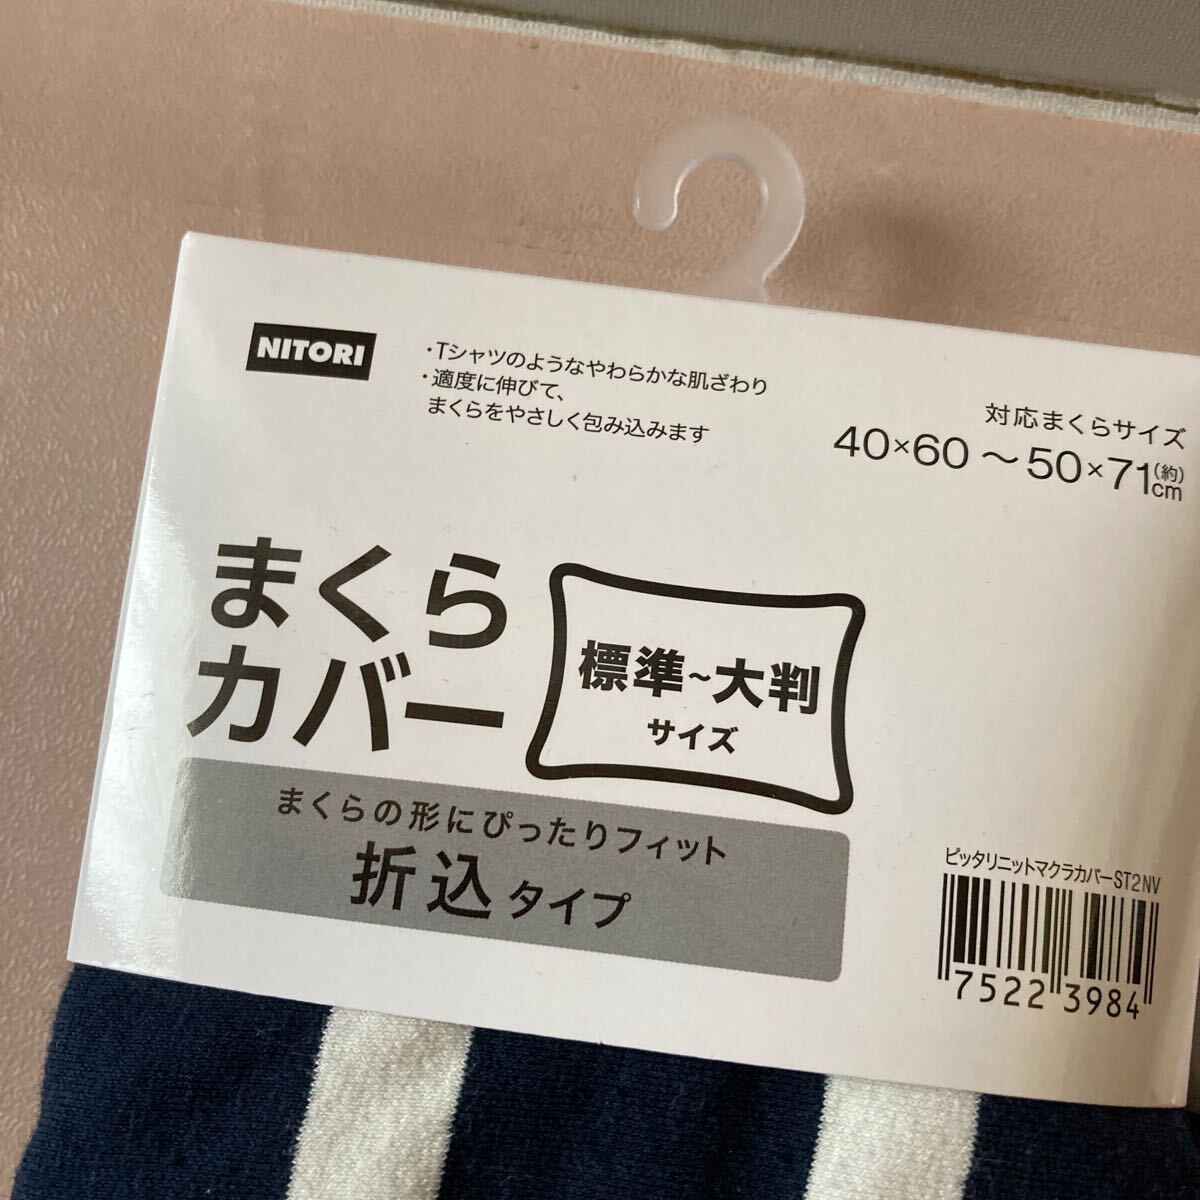 NITORI
・Tシャツのようなやわらかな肌ざわり
・適度に伸びて、
まくらをやさしく包み込みます
対応まくらサイズ
40×60 〜 50×71(約)cm
まくら
カバー
標準~大判
サイズ
まくらの形にぴったりフィット
折込タイプ
ピッタリニットマクラカバーST2NV
7522 3984